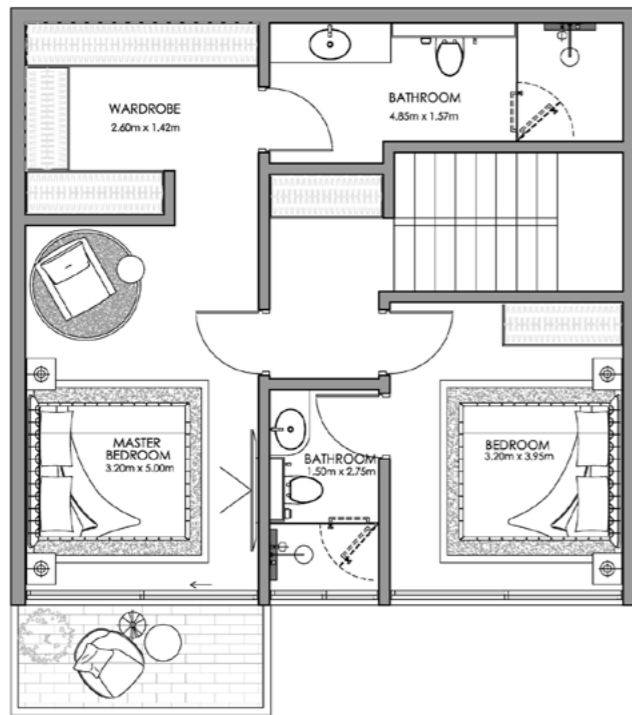 WARDROBE
2.60m x 1.42m
BATHROOM
4.85m x 1.57m
MASTER
BEDROOM
3.20m x 5.00m
BATHROOM
1.50m x 2.75m
BEDROOM
3.20m x 3.95m